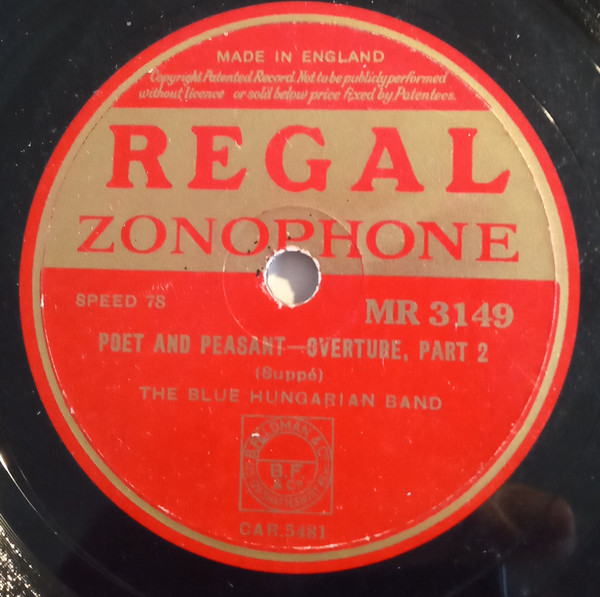 MADE IN ENGLAND
Copyright Patented Record. Not to be publicly performed
without licence or sold below price fixed by Patentees.
REGAL
ZONOPHONE
SPEED 78
MR 3149
POET AND PEASANT—OVERTURE, PART 2
(Suppé)
THE BLUE HUNGARIAN BAND
B. FELDMAN & Co
B.F.
& Co
CAR.5481